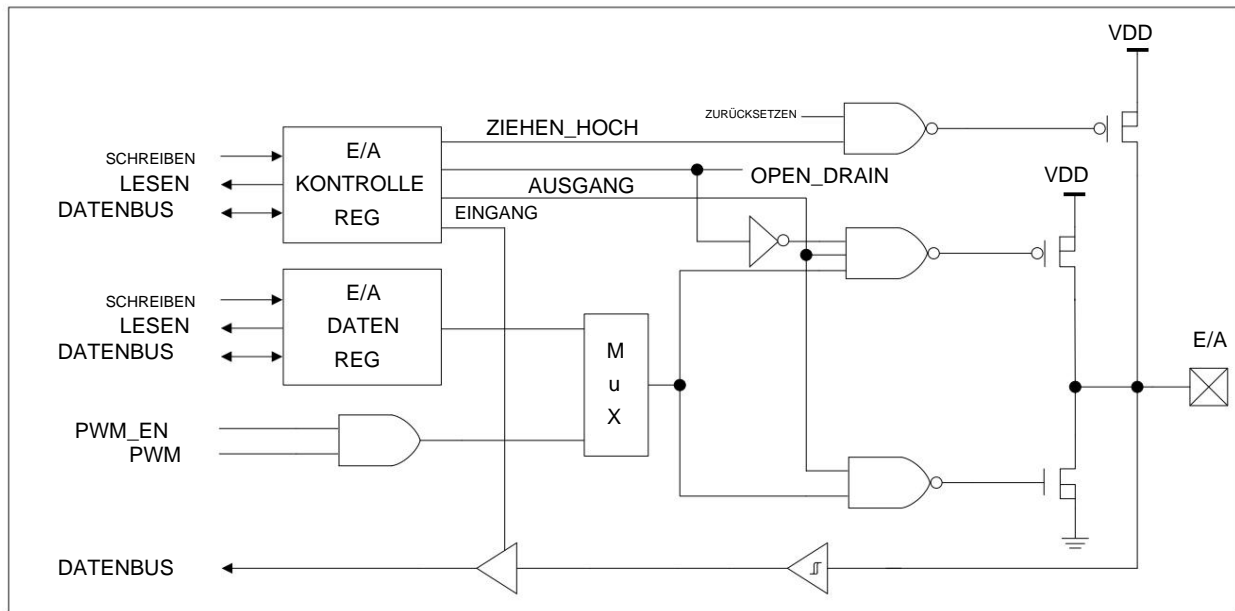 VDD
ZURÜCKSETZEN
ZIEHEN_HOCH
E/A
KONTROLLE
REG
SCHREIBEN
LESEN
DATENBUS
OPEN_DRAIN
AUSGANG
EINGANG
VDD
E/A
DATEN
REG
SCHREIBEN
LESEN
DATENBUS
M
u
X
E/A
PWM_EN
PWM
DATENBUS